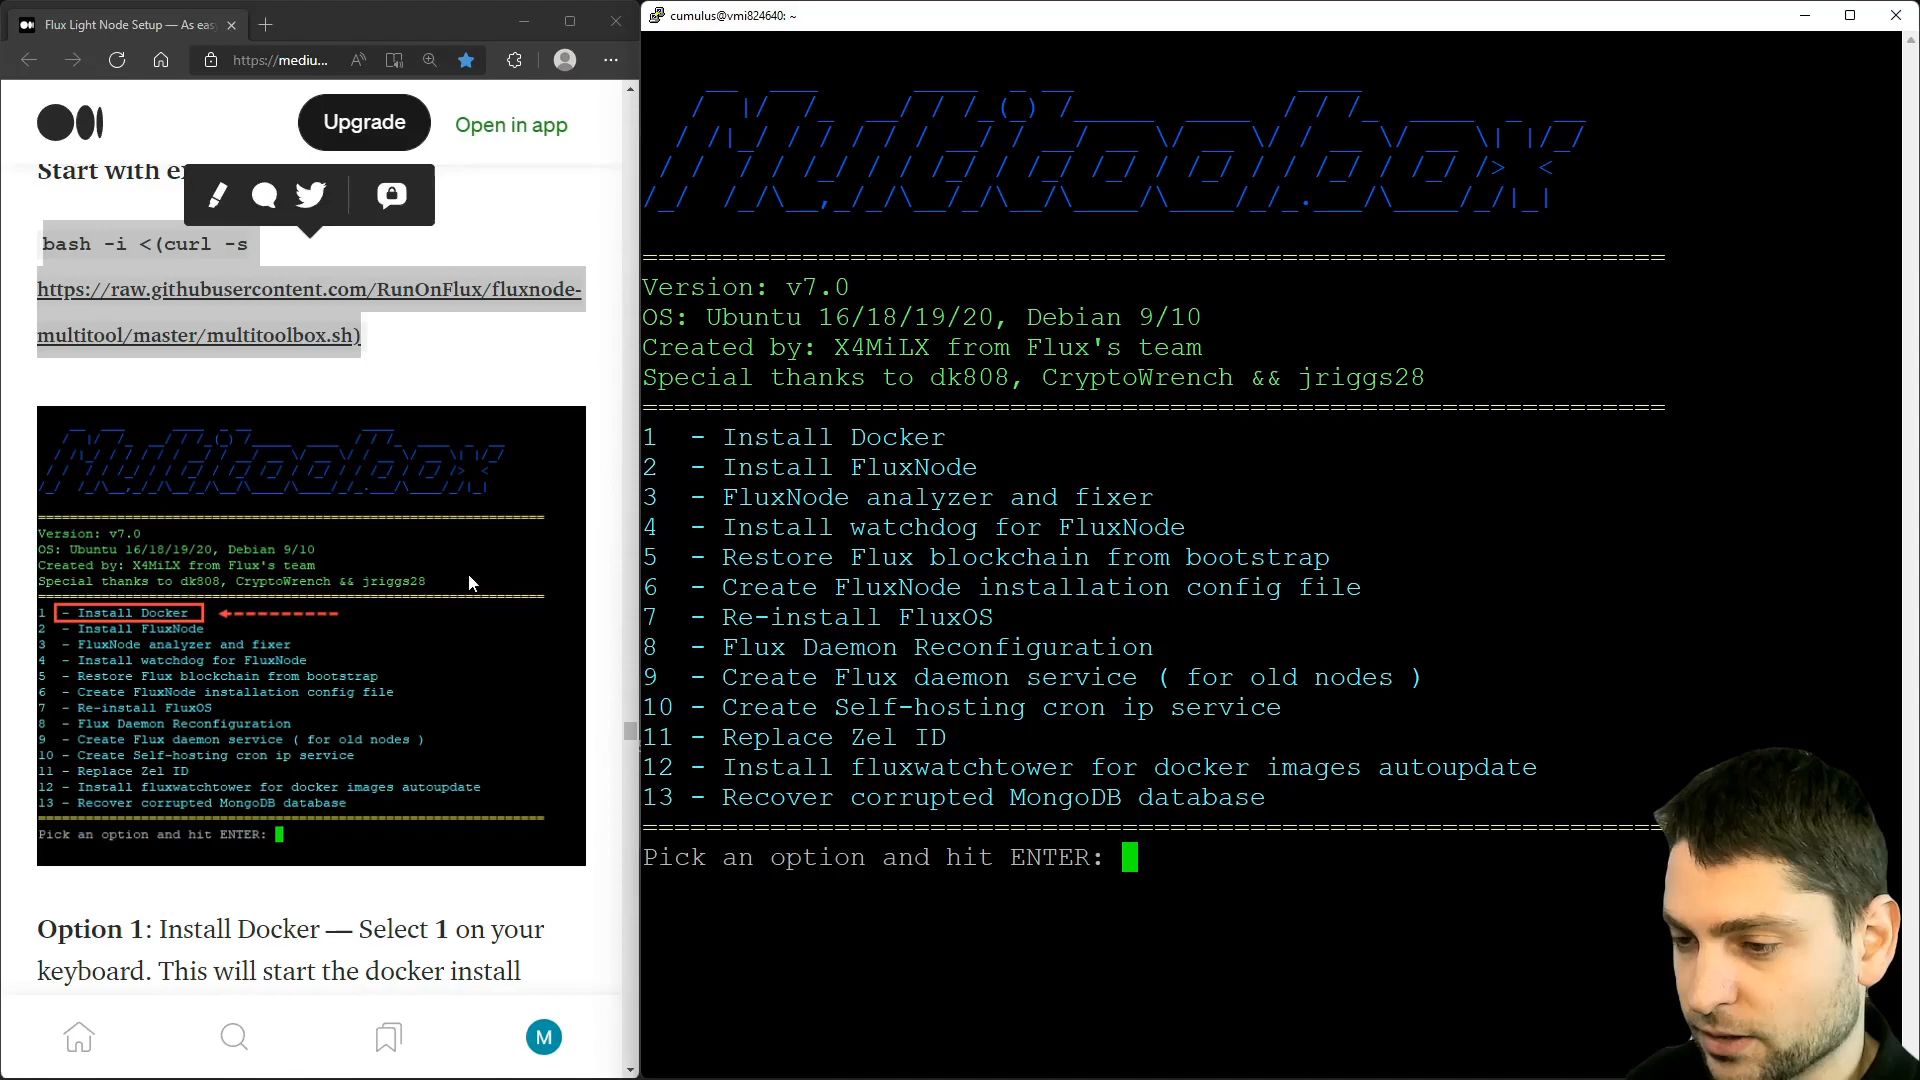 Flux Light Node Setup — As eas
https://mediu...
Upgrade
Open in app
Start with e
bash -i <(curl -s
https://raw.githubusercontent.com/RunOnFlux/fluxnode-
multitool/master/multitoolbox.sh)
Multitoolbox
Version: v7.0
OS: Ubuntu 16/18/19/20, Debian 9/10
Created by: X4MiLX from Flux's team
Special thanks to dk808, CryptoWrench && jriggs28
1 - Install Docker
2 - Install FluxNode
3 - FluxNode analyzer and fixer
4 - Install watchdog for FluxNode
5 - Restore Flux blockchain from bootstrap
6 - Create FluxNode installation config file
7 - Re-install FluxOS
8 - Flux Daemon Reconfiguration
9 - Create Flux daemon service ( for old nodes )
10 - Create Self-hosting cron ip service
11 - Replace Zel ID
12 - Install fluxwatchtower for docker images autoupdate
13 - Recover corrupted MongoDB database
Pick an option and hit ENTER:
Option 1: Install Docker — Select 1 on your
keyboard. This will start the docker install
M
cumulus@vmi824640: ~
Multitoolbox
Version: v7.0
OS: Ubuntu 16/18/19/20, Debian 9/10
Created by: X4MiLX from Flux's team
Special thanks to dk808, CryptoWrench && jriggs28
1 - Install Docker
2 - Install FluxNode
3 - FluxNode analyzer and fixer
4 - Install watchdog for FluxNode
5 - Restore Flux blockchain from bootstrap
6 - Create FluxNode installation config file
7 - Re-install FluxOS
8 - Flux Daemon Reconfiguration
9 - Create Flux daemon service ( for old nodes )
10 - Create Self-hosting cron ip service
11 - Replace Zel ID
12 - Install fluxwatchtower for docker images autoupdate
13 - Recover corrupted MongoDB database
Pick an option and hit ENTER: